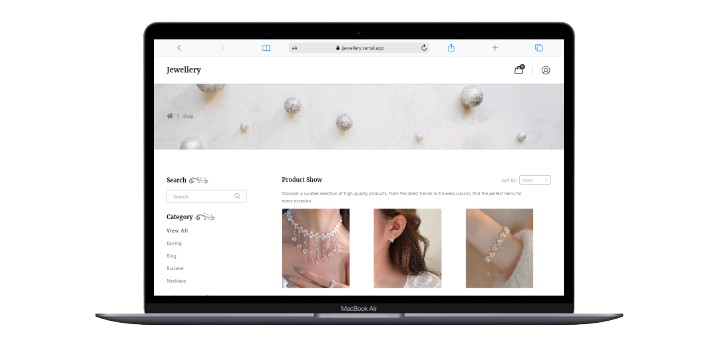 AA jewellery.vercel.app
Jewellery
Shop
Search
Search
Category
View All
Earring
Ring
Bracelet
Necklace
Product Show
Sort By:
Discover a curated selection of high-quality products. From the latest trends to timeless classics, find the perfect items for
every occasion.
MacBook Air